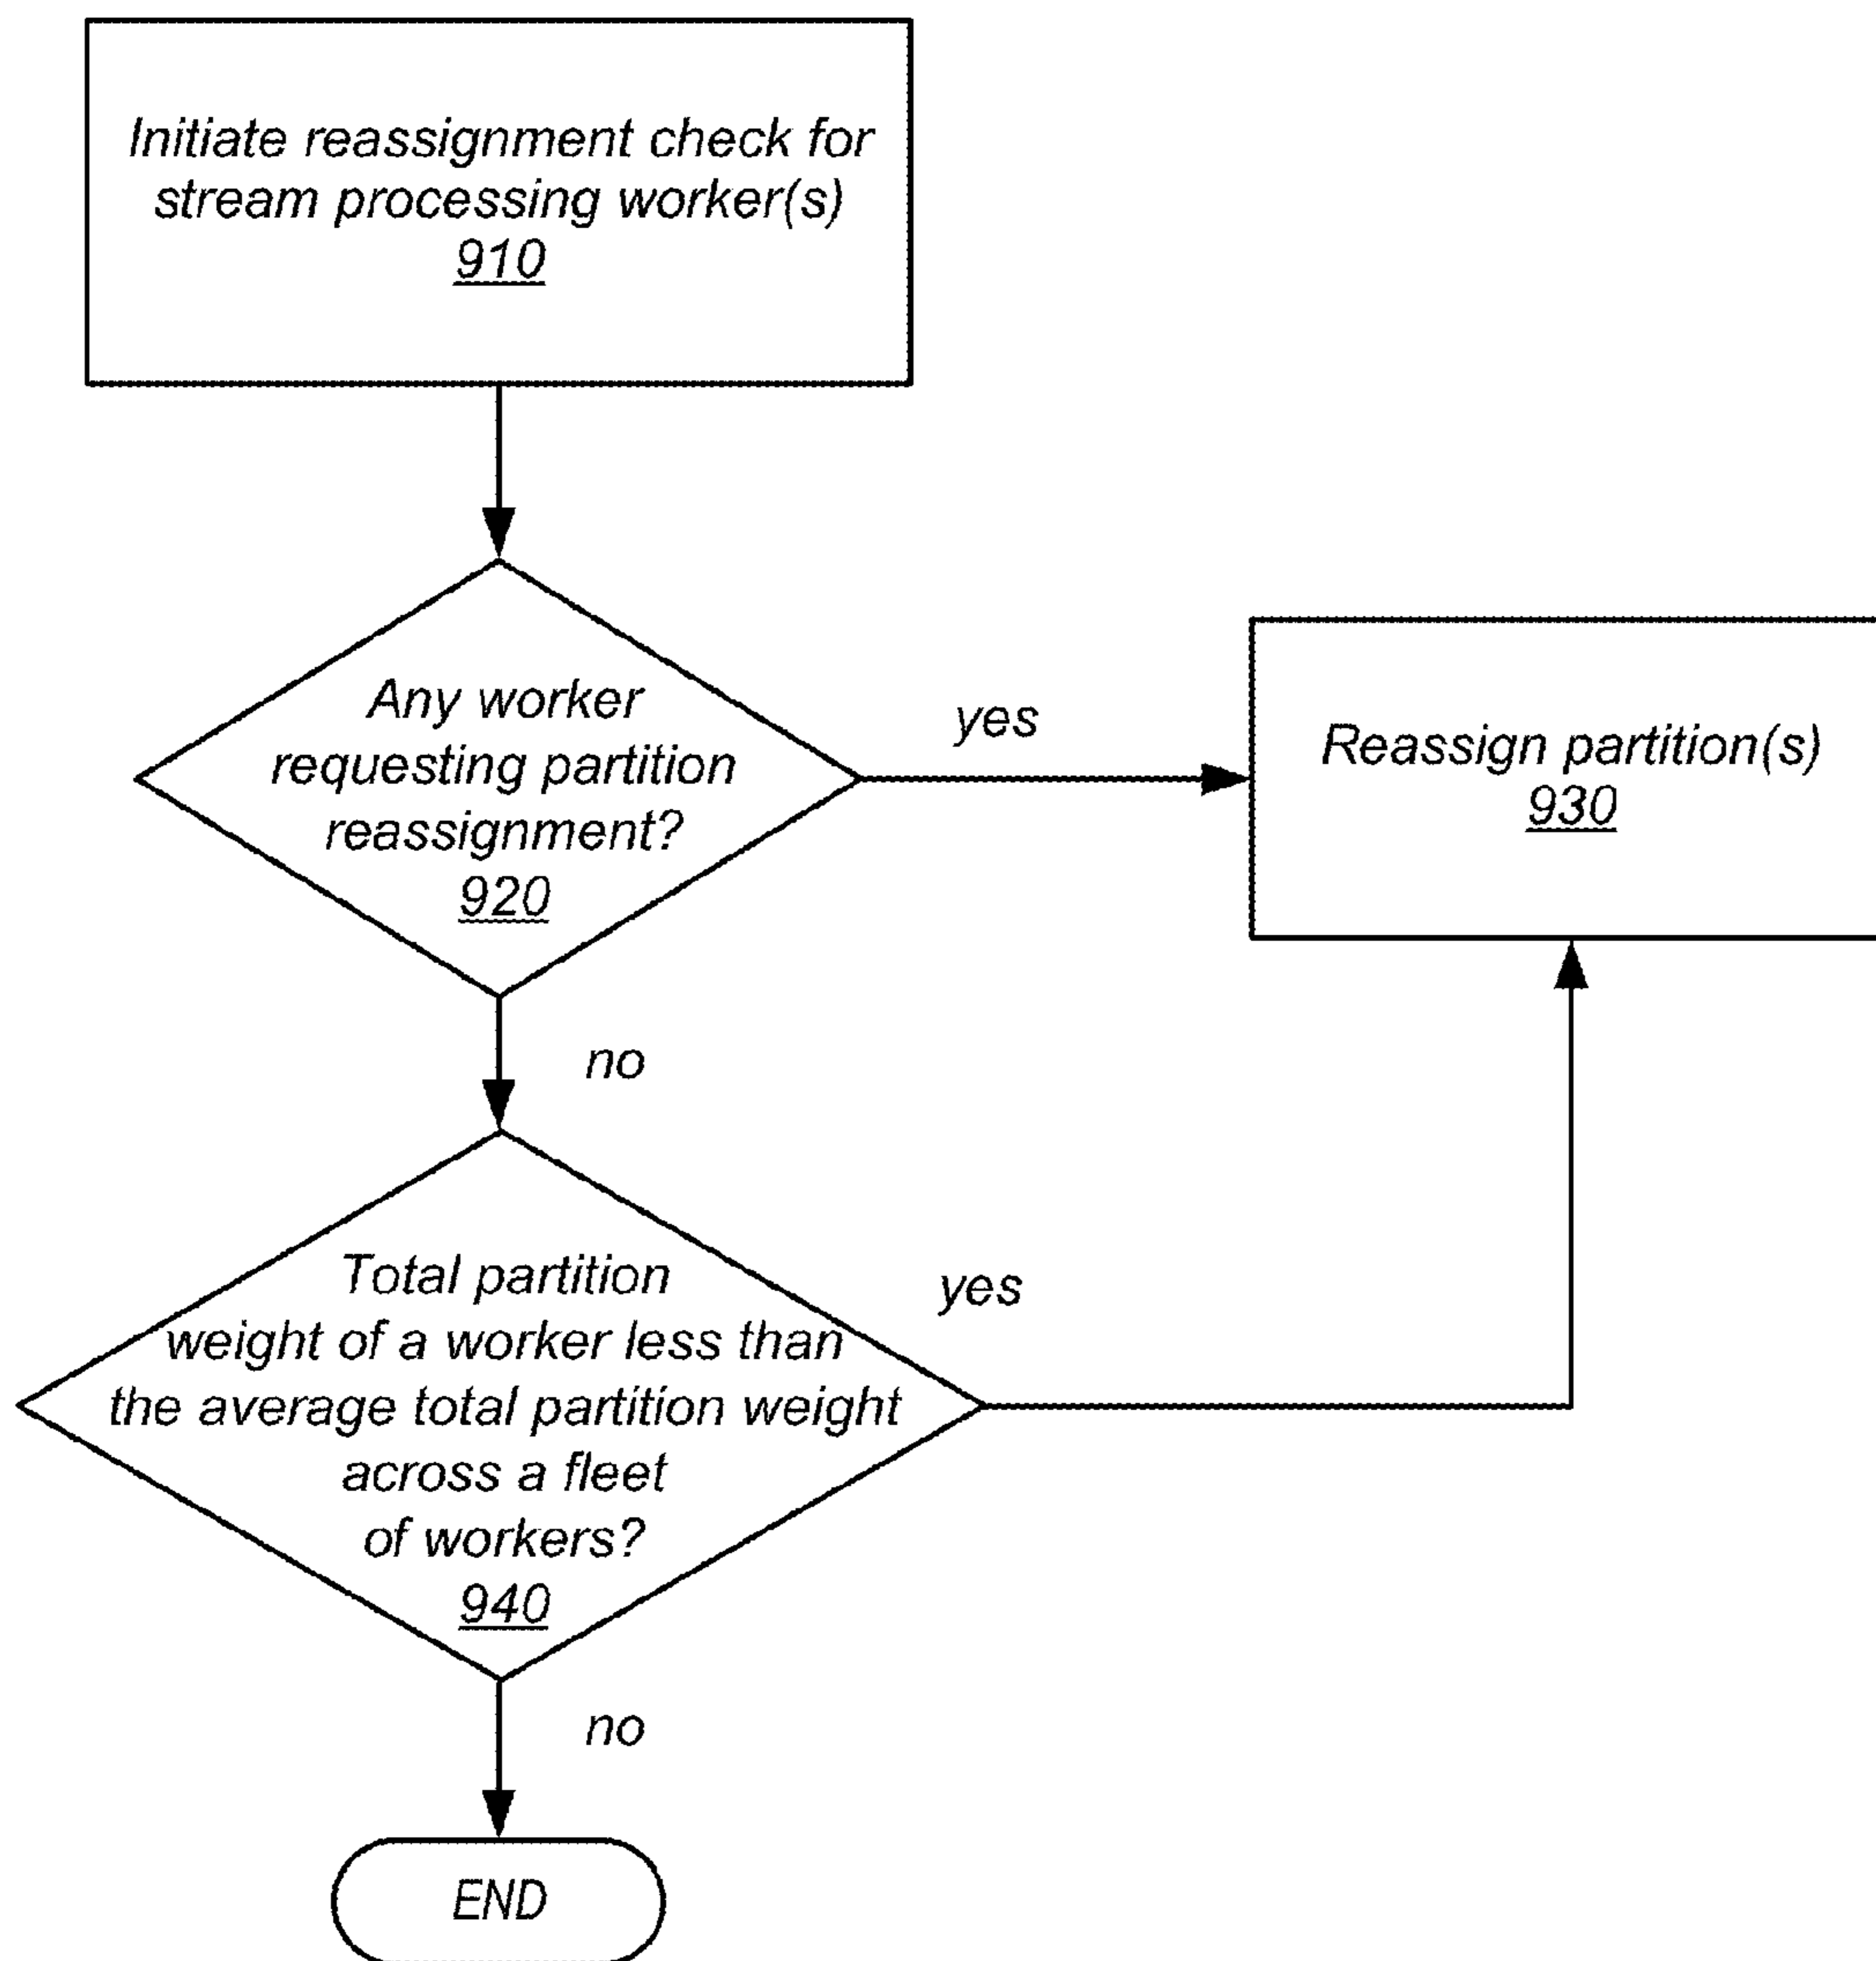 Initiate reassignment check for
stream processing worker(s)
910
Any worker
requesting partition
reassignment?
920
yes
Reassign partition(s)
930
no
Total partition
weight of a worker less than
the average total partition weight
across a fleet
of workers?
940
yes
no
END